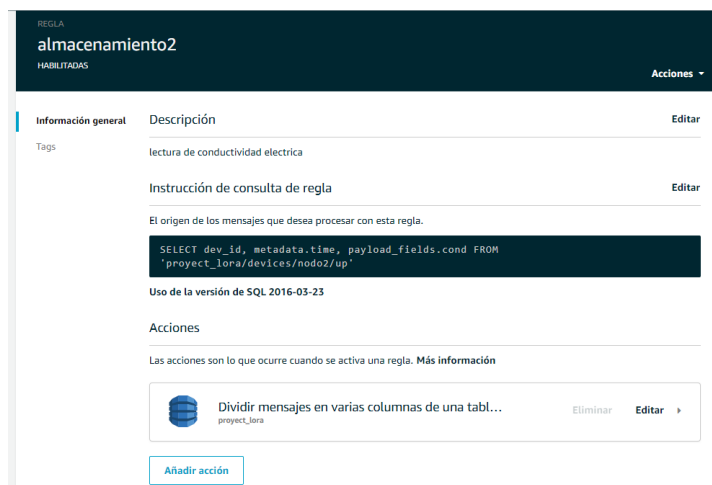 REGLA
almacenamiento2
HABILITADAS
Acciones
Información general
Tags
Descripción
Editar
lectura de conductividad electrica
Instrucción de consulta de regla
Editar
El origen de los mensajes que desea procesar con esta regla.
SELECT dev_id, metadata.time, payload_fields.cond FROM
'proyect_lora/devices/nodo2/up'
Uso de la versión de SQL 2016-03-23
Acciones
Las acciones son lo que ocurre cuando se activa una regla. Más información
Dividir mensajes en varias columnas de una tabl...
proyect_lora
Eliminar
Editar
Añadir acción